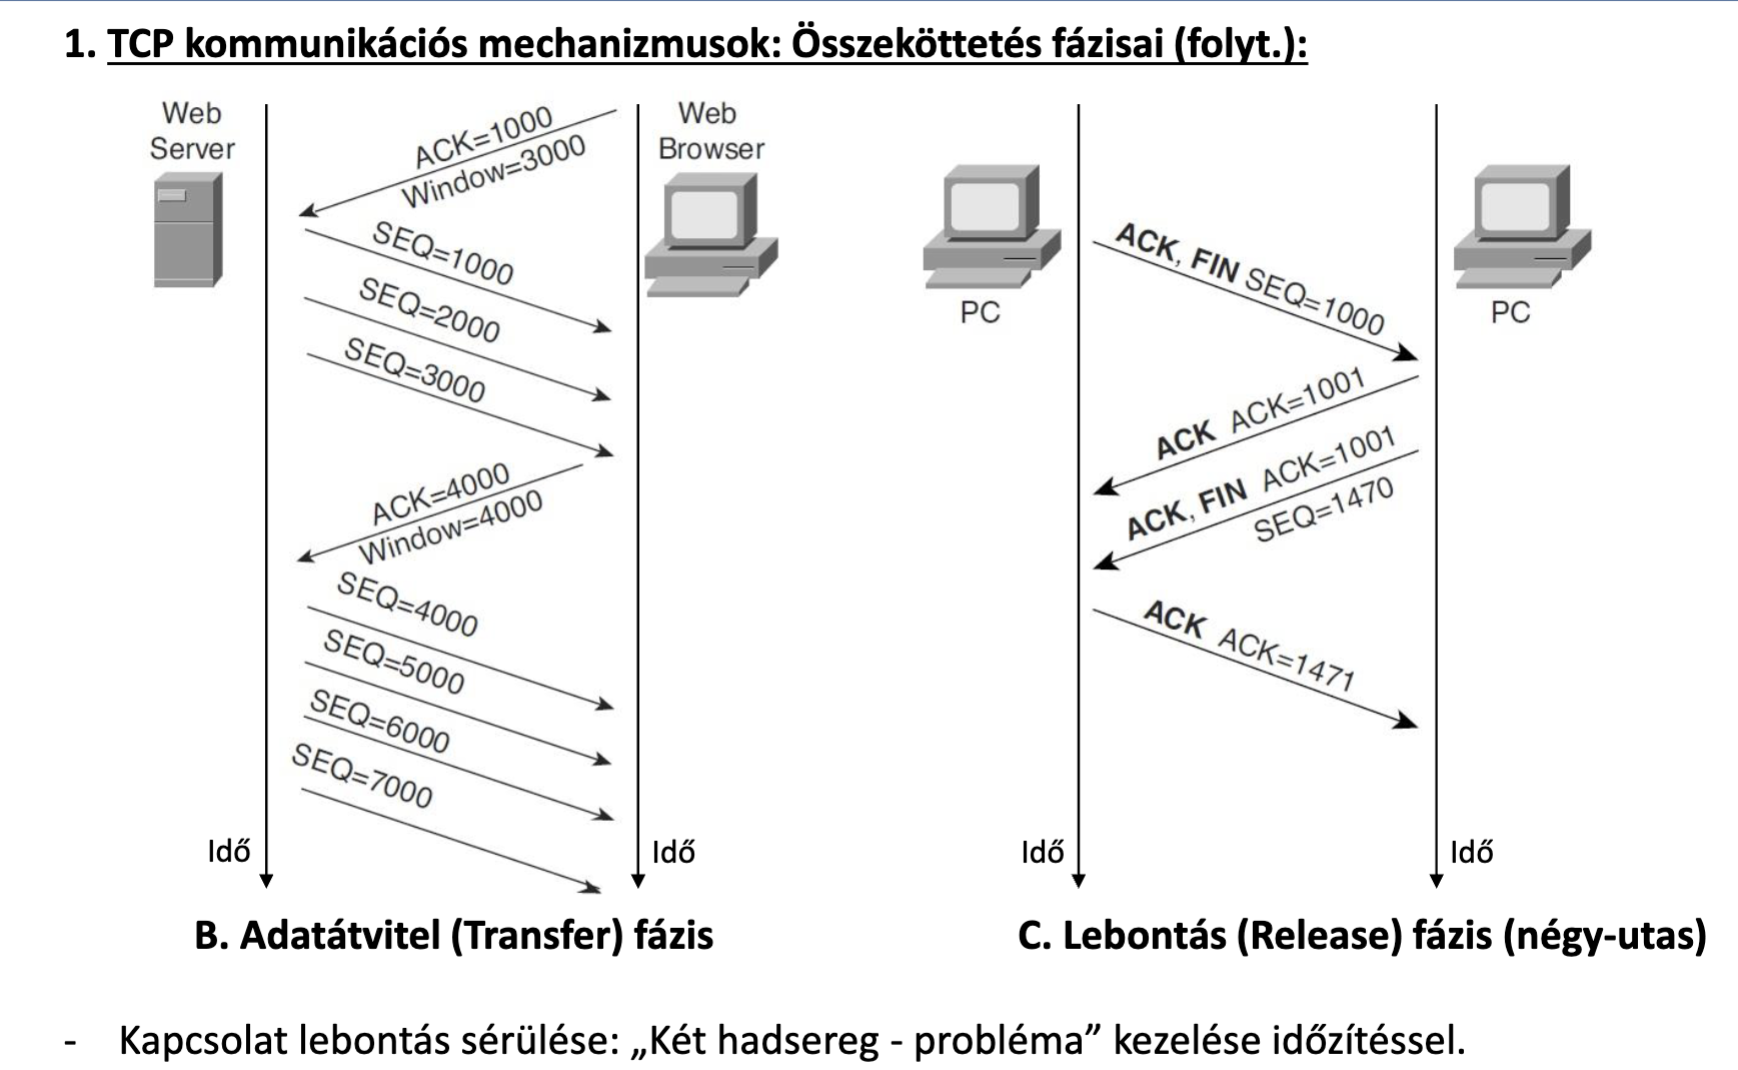 1. TCP kommunikációs mechanizmusok: Összeköttetés fázisai (folyt.):
Web
Server
ACK=1000
Window=3000
Web
Browser
SEQ=1000
SEQ=2000
SEQ=3000
ACK=4000
Window=4000
SEQ=4000
SEQ=5000
SEQ=6000
SEQ=7000
Idő
Idő
B. Adatátvitel (Transfer) fázis
PC
PC
ACK, FIN SEQ=1000
ACK ACK=1001
ACK, FIN ACK=1001
SEQ=1470
ACK ACK=1471
Idő
Idő
C. Lebontás (Release) fázis (négy-utas)
- Kapcsolat lebontás sérülése: „Két hadsereg - probléma” kezelése időzítéssel.